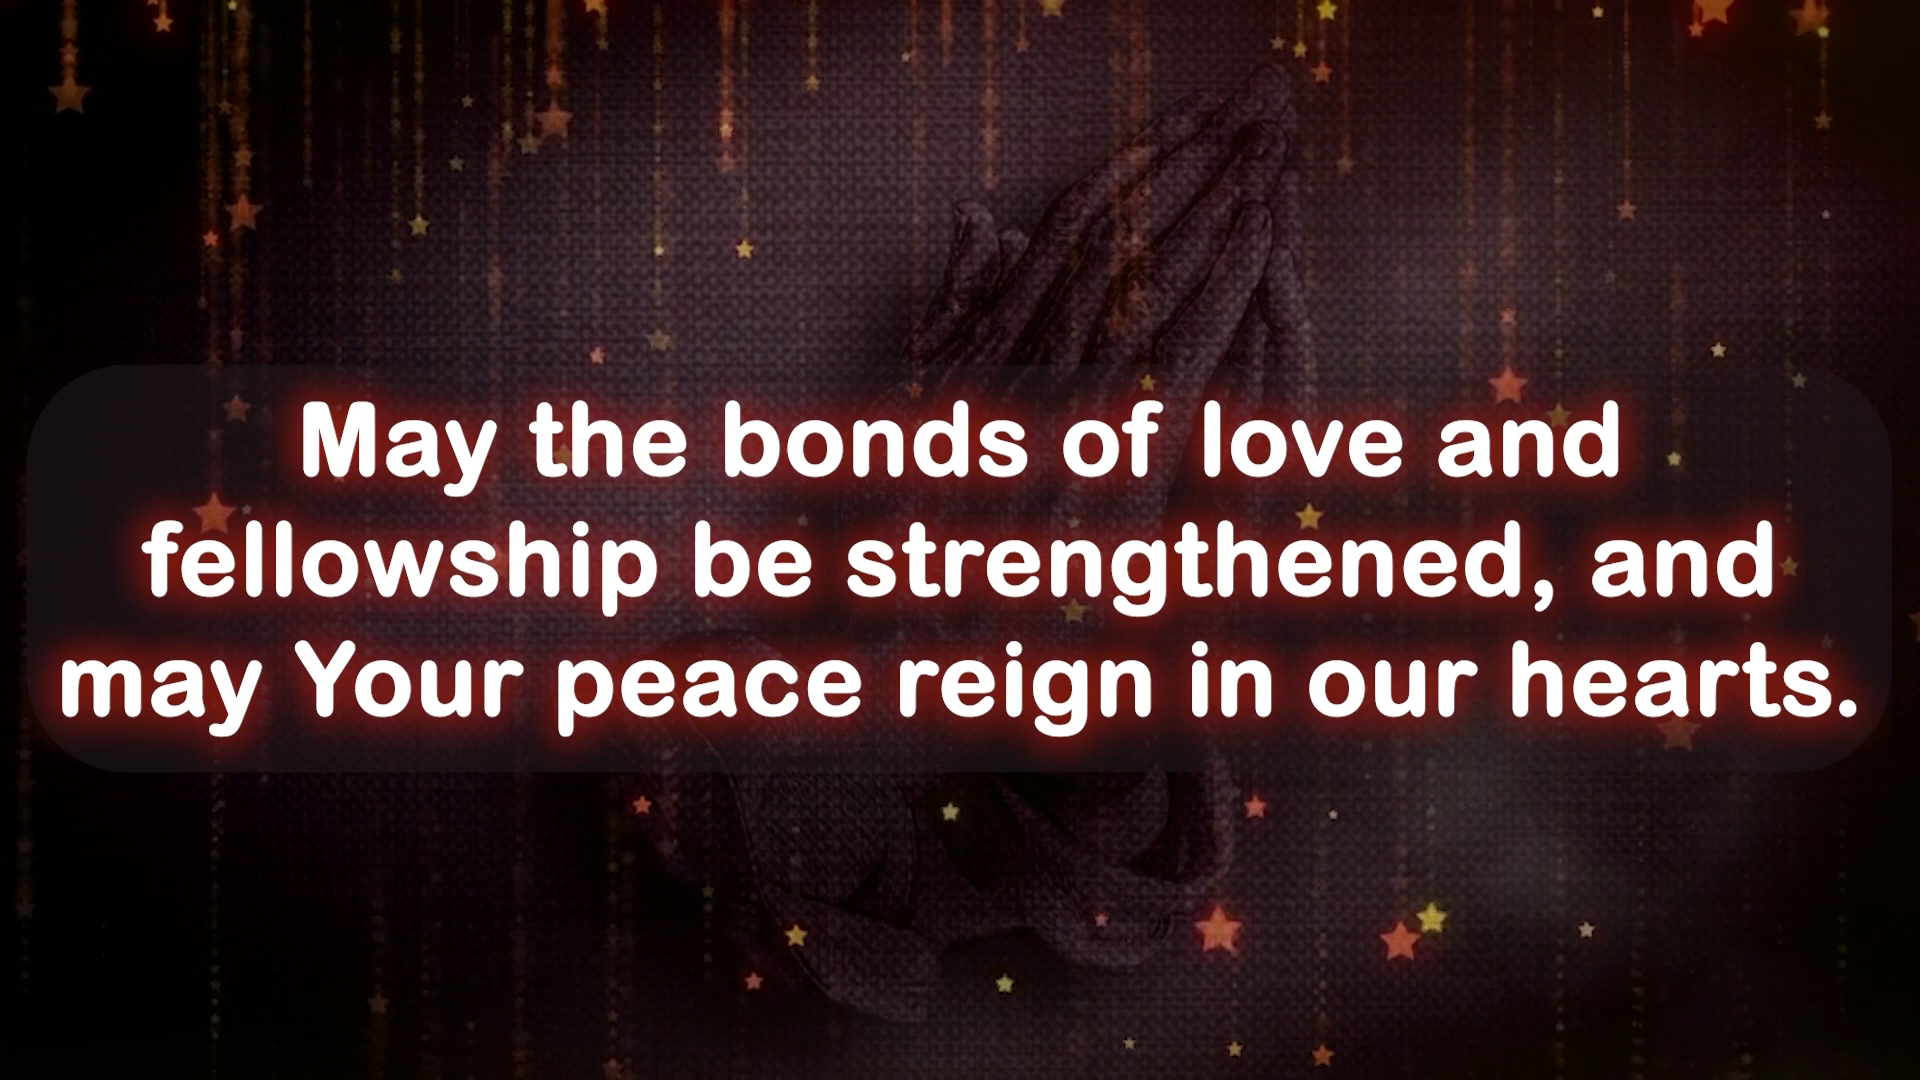 May the bonds of love and
fellowship be strengthened, and
may Your peace reign in our hearts.